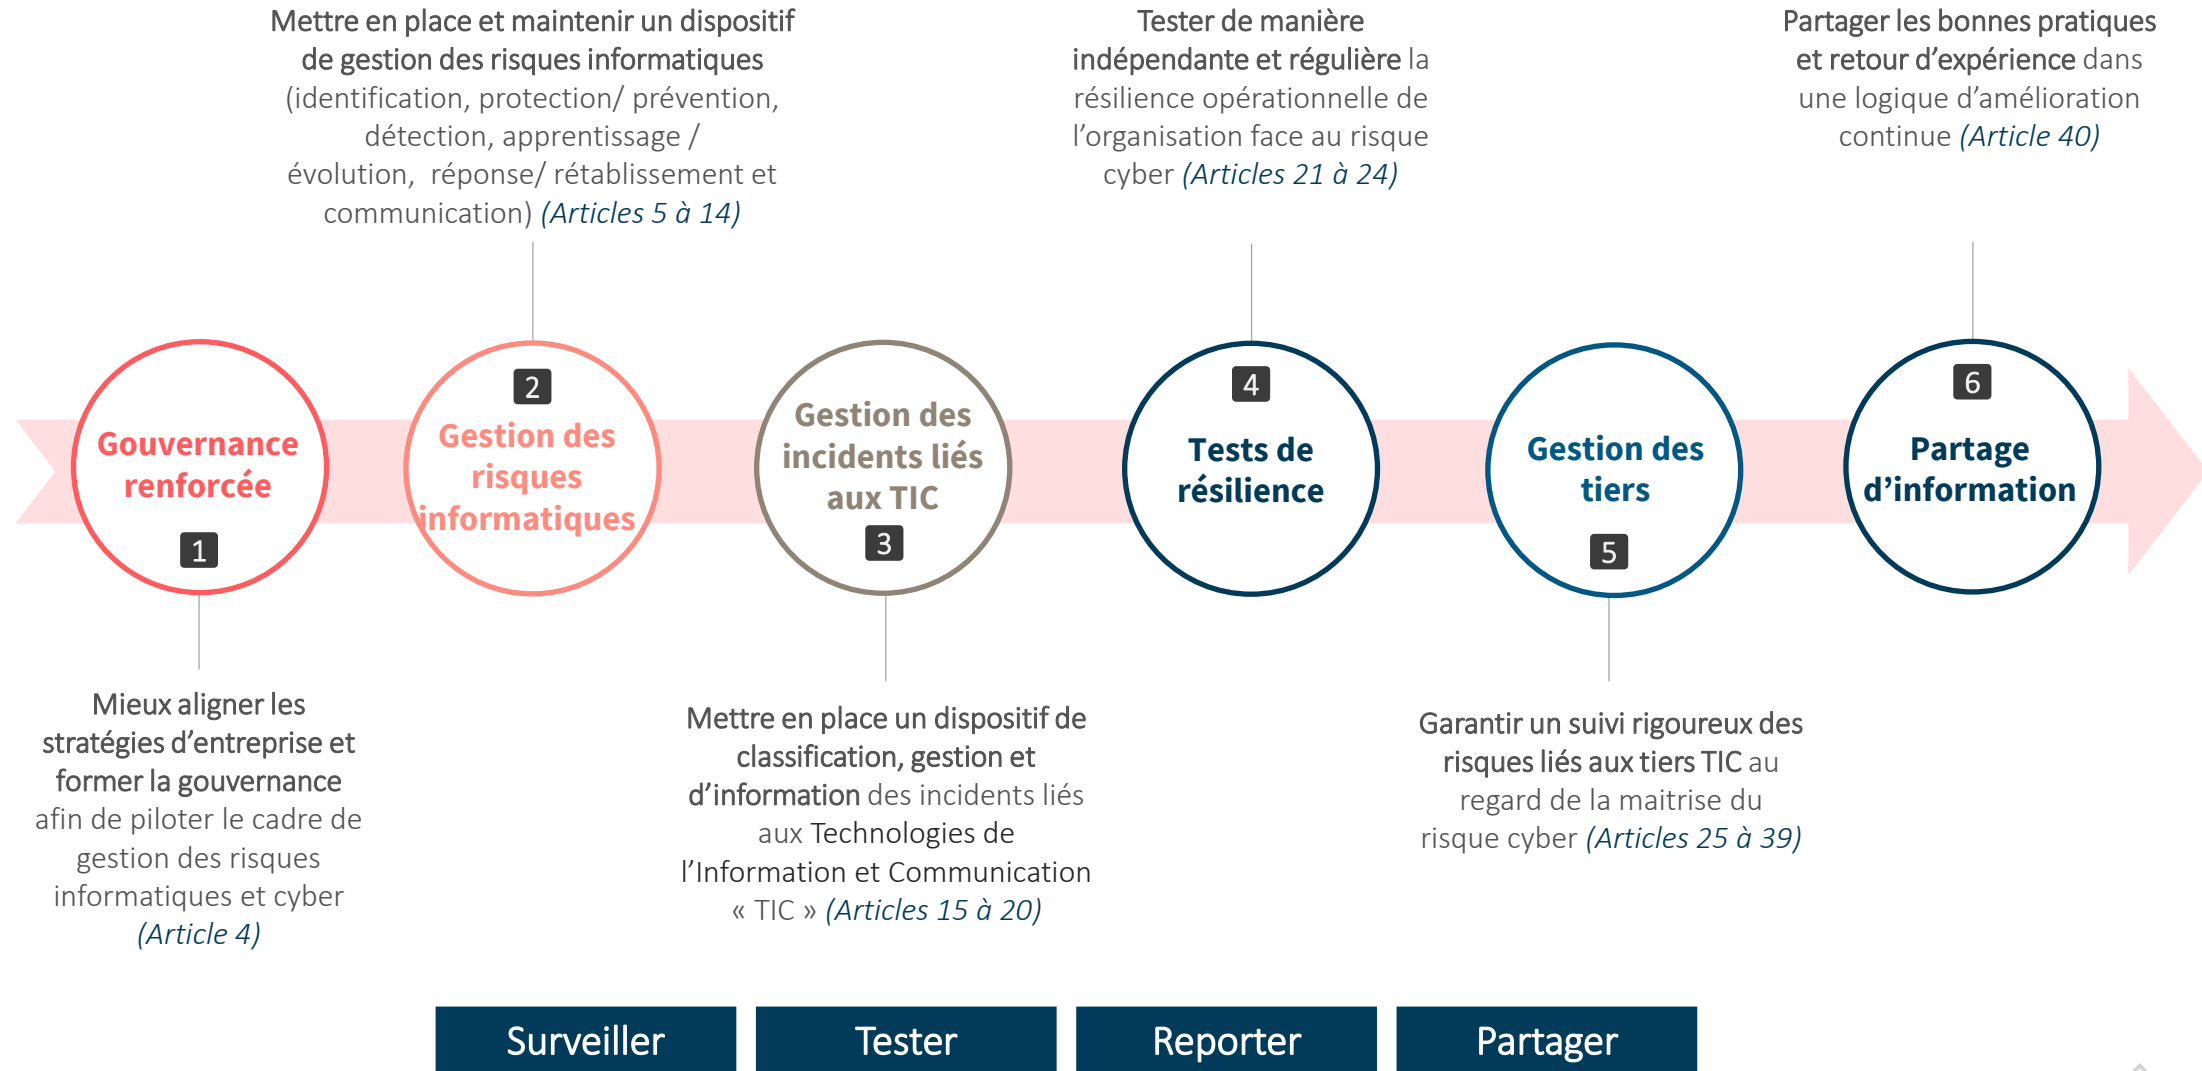 Mettre en place et maintenir un dispositif
de gestion des risques informatiques
(identification, protection/ prévention,
détection, apprentissage /
évolution, réponse/ rétablissement et
communication) (Articles 5 à 14)
Tester de manière
indépendante et régulière la
résilience opérationnelle de
l’organisation face au risque
cyber (Articles 21 à 24)
Partager les bonnes pratiques
et retour d’expérience dans
une logique d’amélioration
continue (Article 40)
Gouvernance
renforcée
1
2
Gestion des
risques
informatiques
Gestion des
incidents liés
aux TIC
3
4
Tests de
résilience
Gestion des
tiers
5
6
Partage
d’information
Mieux aligner les
stratégies d’entreprise et
former la gouvernance
afin de piloter le cadre de
gestion des risques
informatiques et cyber
(Article 4)
Mettre en place un dispositif de
classification, gestion et
d’information des incidents liés
aux Technologies de
l’Information et Communication
« TIC » (Articles 15 à 20)
Garantir un suivi rigoureux des
risques liés aux tiers TIC au
regard de la maitrise du
risque cyber (Articles 25 à 39)
Surveiller
Tester
Reporter
Partager